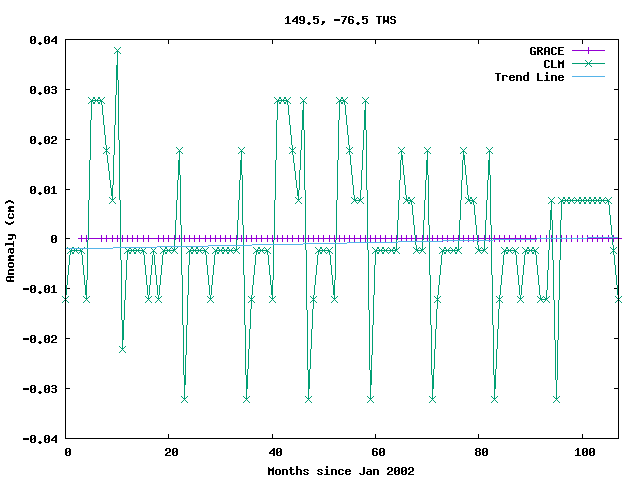 149.5, -76.5 TWS
GRACE
CLM
Trend Line
0.04
0.03
0.02
0.01
0
-0.01
-0.02
-0.03
-0.04
Anomaly (cm)
0 20 40 60 80 100
Months since Jan 2002